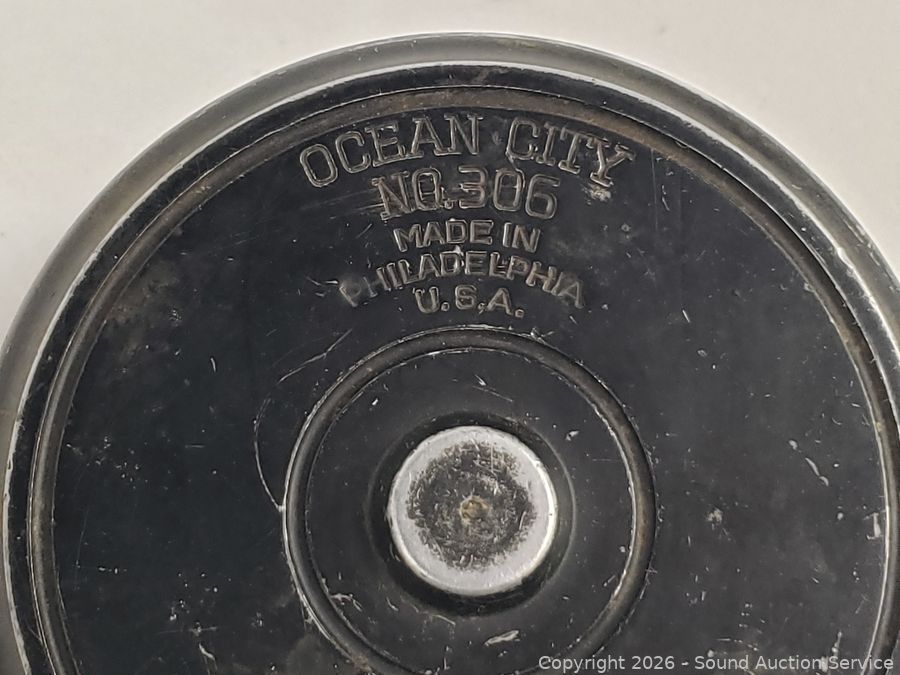 OCEAN CITY
NO.306
MADE IN
PHILADELPHIA
U.S.A.
Copyright 2026 - Sound Auction Service